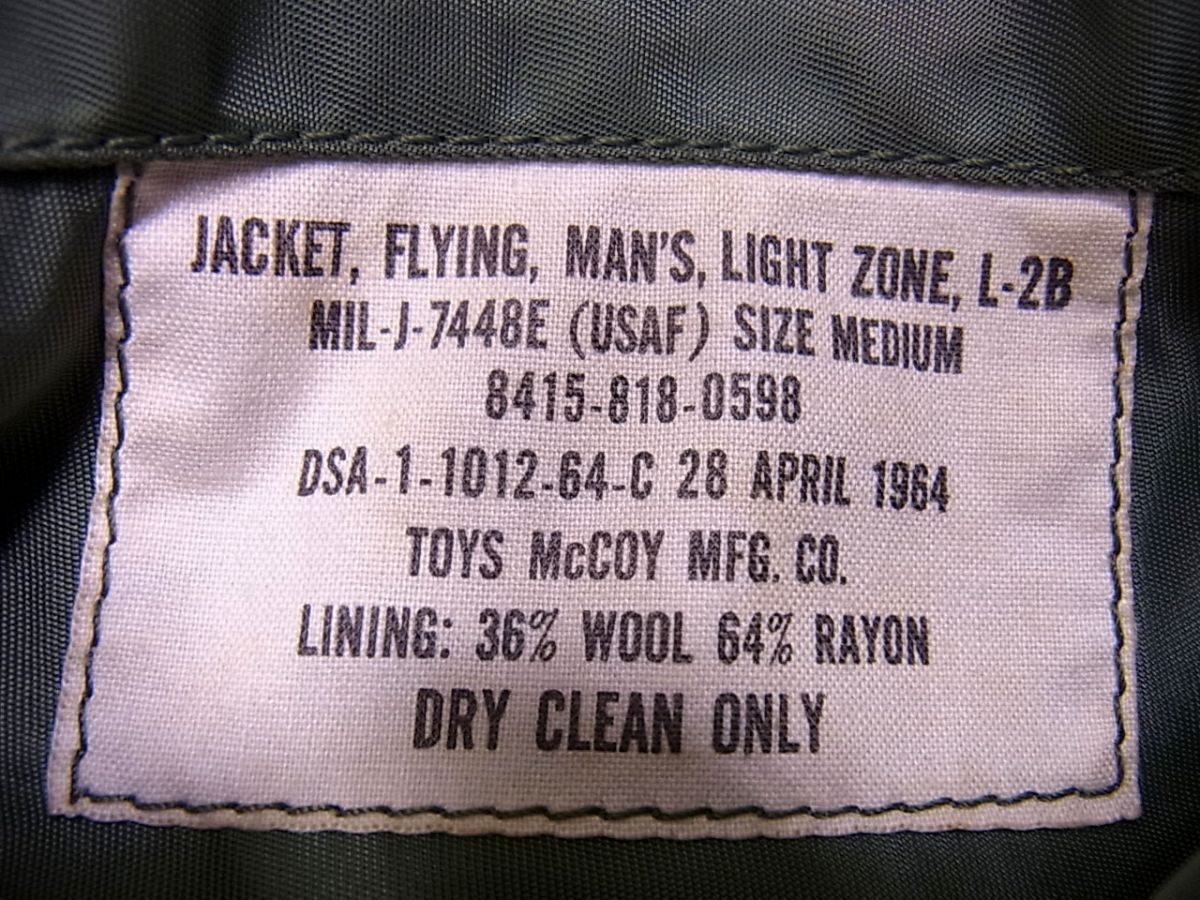 JACKET, FLYING, MAN'S, LIGHT ZONE, L-2B
MIL-J-7448E (USAF) SIZE MEDIUM
8415-818-0598
DSA-1-1012-64-C 28 APRIL 1964
TOYS McCOY MFG. CO.
LINING: 36% WOOL 64% RAYON
DRY CLEAN ONLY